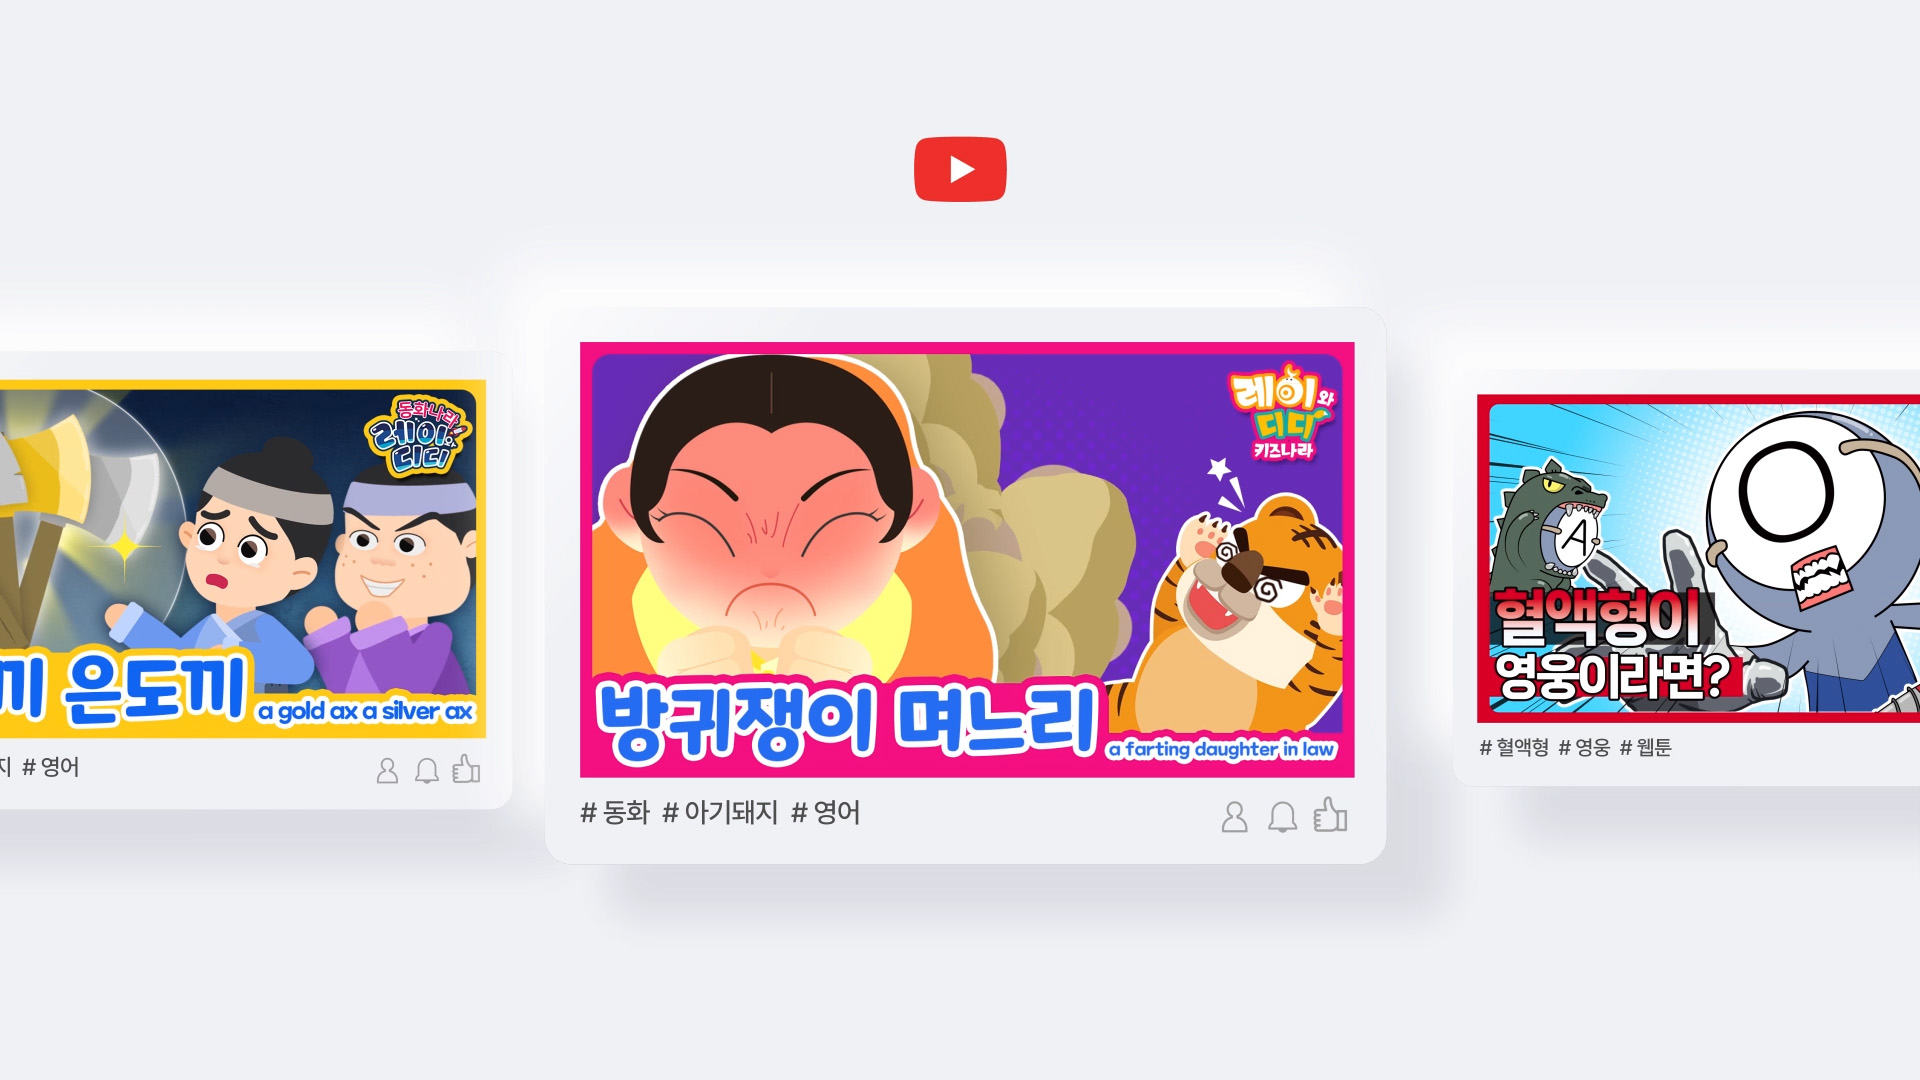 동화나라
레이와
디디
끼 은도끼
a gold ax a silver ax
지 # 영어
레이와
디디
키즈나라
방귀쟁이 며느리
a farting daughter in law
# 동화 # 아기돼지 # 영어
A
O
혈액형이
영웅이라면?
# 혈액형 # 영웅 # 웹툰